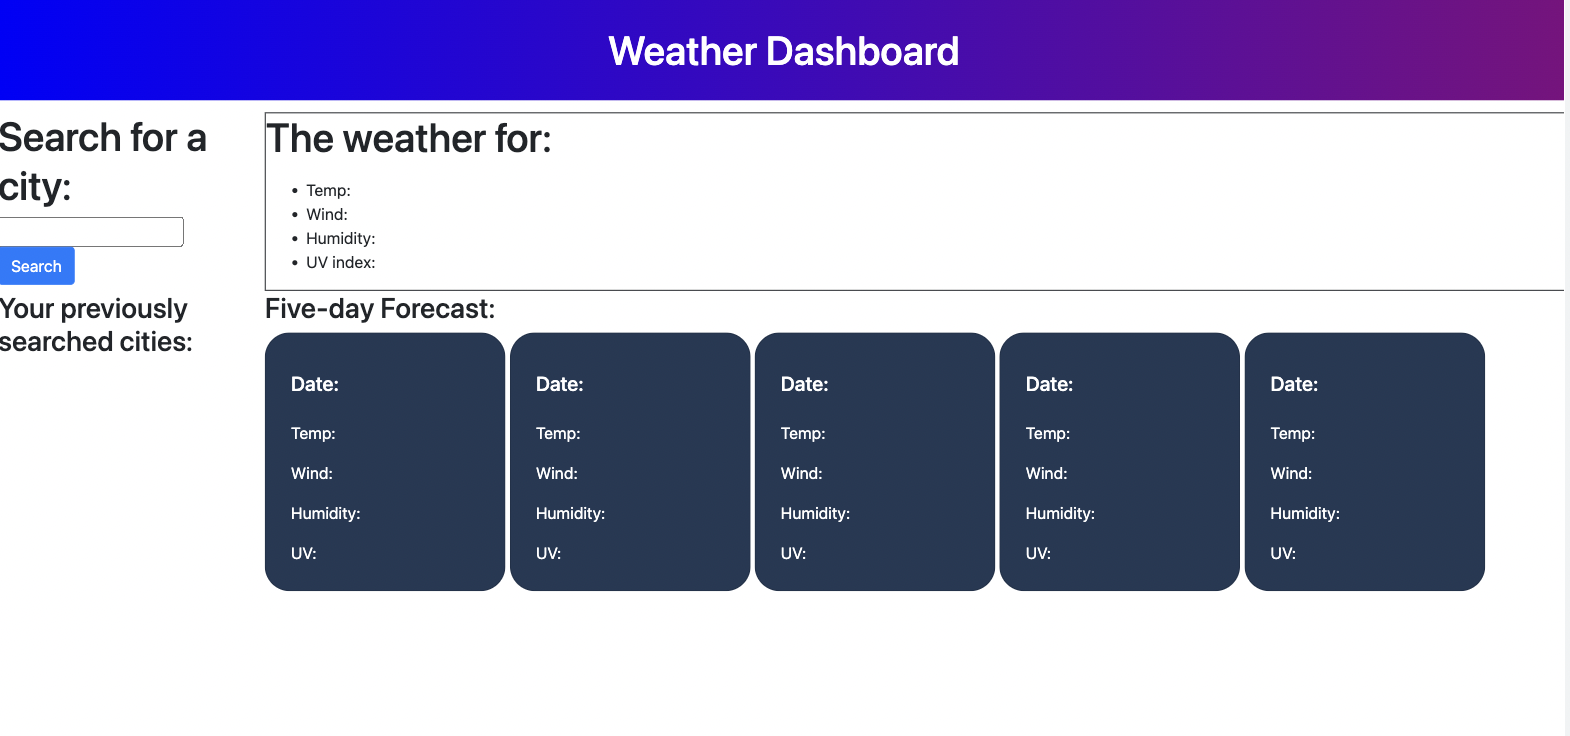 Weather Dashboard
Search for a
city:
Search
Your previously
searched cities:
The weather for:
• Temp:
• Wind:
• Humidity:
• UV index:
Five-day Forecast:
Date:
Temp:
Wind:
Humidity:
UV:
Date:
Temp:
Wind:
Humidity:
UV:
Date:
Temp:
Wind:
Humidity:
UV:
Date:
Temp:
Wind:
Humidity:
UV:
Date:
Temp:
Wind:
Humidity:
UV: